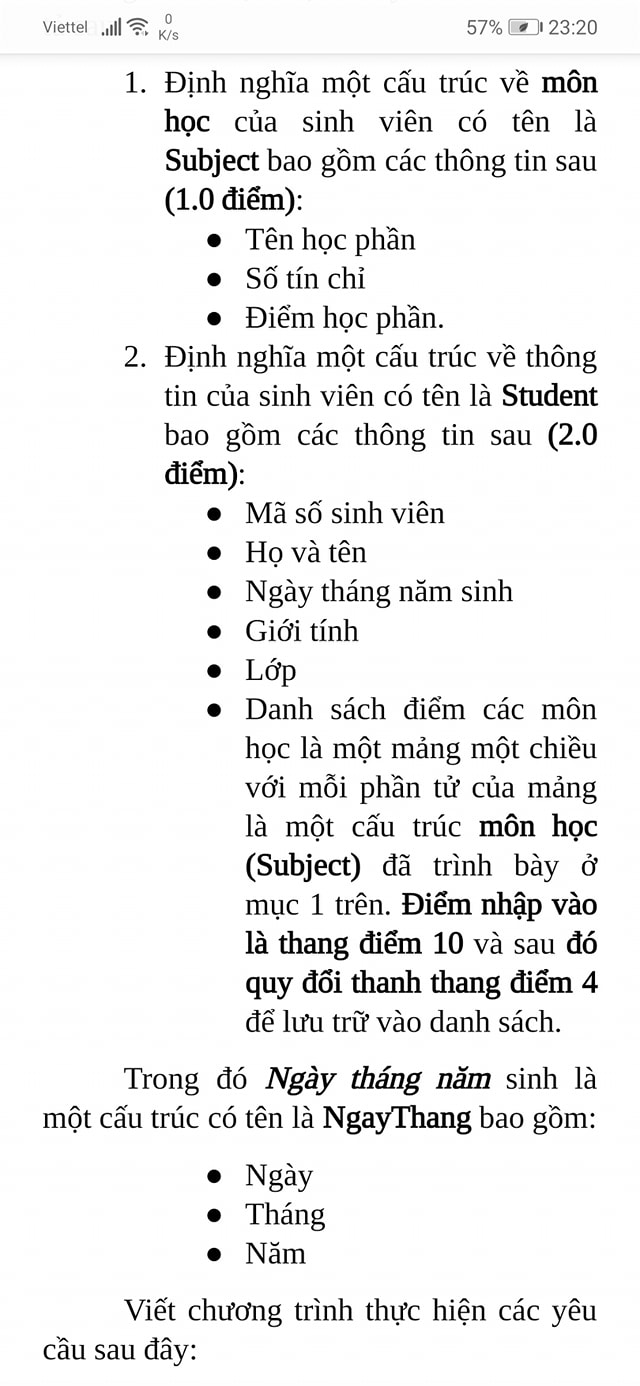 Viettel 0 K/s 57% 23:20
1. Định nghĩa một cấu trúc về môn
học của sinh viên có tên là
Subject bao gồm các thông tin sau
(1.0 điểm):
● Tên học phần
● Số tín chỉ
● Điểm học phần.
2. Định nghĩa một cấu trúc về thông
tin của sinh viên có tên là Student
bao gồm các thông tin sau (2.0
điểm):
● Mã số sinh viên
● Họ và tên
● Ngày tháng năm sinh
● Giới tính
● Lớp
● Danh sách điểm các môn
học là một mảng một chiều
với mỗi phần tử của mảng
là một cấu trúc môn học
(Subject) đã trình bày ở
mục 1 trên. Điểm nhập vào
là thang điểm 10 và sau đó
quy đổi thanh thang điểm 4
để lưu trữ vào danh sách.
Trong đó Ngày tháng năm sinh là
một cấu trúc có tên là NgayThang bao gồm:
● Ngày
● Tháng
● Năm
Viết chương trình thực hiện các yêu
cầu sau đây: